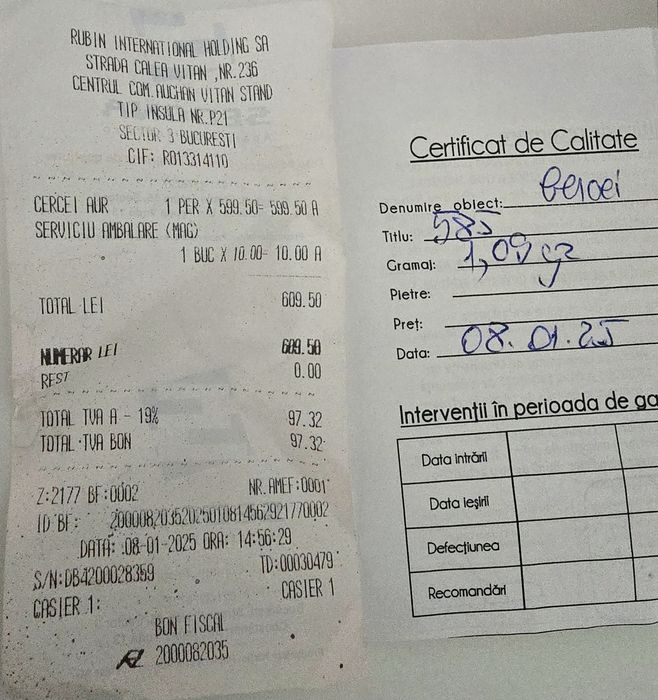 RUBIN INTERNATIONAL HOLDING SA
STRADA CALEA VITAN ,NR.236
CENTRUL COM.AUCHAN VITAN STAND
TIP INSULA NR.P21
SECTOR 3 BUCURESTI
CIF: RO13314110
CERCEI AUR 1 PER X 599.50= 599.50 A
SERVICIU AMBALARE (MAG)
1 BUC X 10.00= 10.00 A
TOTAL LEI 609.50
NUMERAR LEI 609.50
REST 0.00
TOTAL TVA A - 19% 97.32
TOTAL TVA BON 97.32
Z:2177 BF:0002 NR.AMEF:0001
ID BF: 20000820352025010814562921770002
DATA: 08-01-2025 ORA: 14:56:29
S/N:DB4200028359 TD:00030479
CASIER 1: CASIER 1
BON FISCAL
2000082035
Certificat de Calitate
Denumire obiect: Cercei
Titlu: 585
Gramaj: 1,09 gr
Pietre:
Preț:
Data: 08.01.25
Intervenții în perioada de ga
Data intrării
Data ieșirii
Defecțiunea
Recomandări